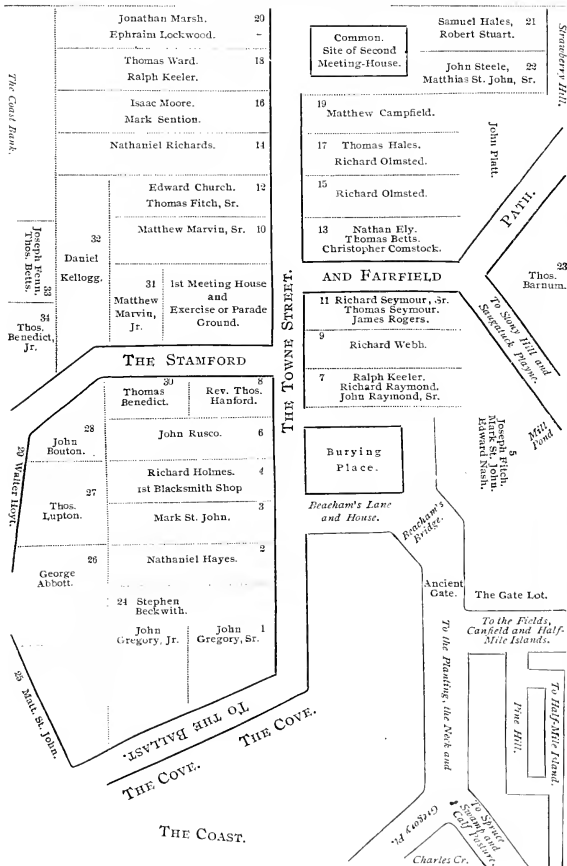 Jonathan Marsh. 20
Ephraim Lockwood. -
Thomas Ward. 18
Ralph Keeler.
Isaac Moore. 16
Mark Sention.
Nathaniel Richards. 14
Edward Church. 12
Thomas Fitch, Sr.
Matthew Marvin, Sr. 10
The Coast Bank.
32
Daniel
Kellogg.
Joseph Fenn.
Thos. Betts.
33
34
Thos.
Benedict,
Jr.
31
Matthew
Marvin,
Jr.
1st Meeting House
and
Exercise or Parade
Ground.
THE STAMFORD
THE TOWNE STREET.
AND FAIRFIELD
PATH.
Common.
Site of Second
Meeting-House.
Samuel Hales, 21
Robert Stuart.
John Steele, 22
Matthias St. John, Sr.
Strawberry Hill.
19
Matthew Campfield.
17 Thomas Hales.
Richard Olmsted.
15
Richard Olmsted.
13 Nathan Ely.
Thomas Betts.
Christopher Comstock.
John Platt.
23
Thos.
Barnum.
To Stony Hill and
Saugatuck Playne.
11 Richard Seymour, Sr.
Thomas Seymour.
James Rogers.
9
Richard Webb.
7 Ralph Keeler.
Richard Raymond.
John Raymond, Sr.
Mill
Pond
5
Joseph Fitch.
Mark St. John.
Edward Nash.
30
Thomas
Benedict.
8
Rev. Thos.
Hanford.
28
John
Bouton.
John Rusco. 6
29 Walter Hoyt.
Richard Holmes. 4
1st Blacksmith Shop
27
Thos.
Lupton.
3
Mark St. John.
26
George
Abbott.
2
Nathaniel Hayes.
24 Stephen
Beckwith.
John
Gregory, Jr.
John 1
Gregory, Sr.
25 Matt. St. John.
Burying
Place.
Beacham's Lane
and House.
Beacham's
Bridge.
Ancient
Gate.
The Gate Lot.
To the Fields,
Canfield and Half-
Mile Islands.
To the Planting, the Neck and
Pine Hill.
To Half-Mile Island.
TO THE BALLAST.
THE COVE.
THE COVE.
THE COAST.
Gregory Pt.
To Spruce
Swamp and
Calf Pasture.
Charles Cr.